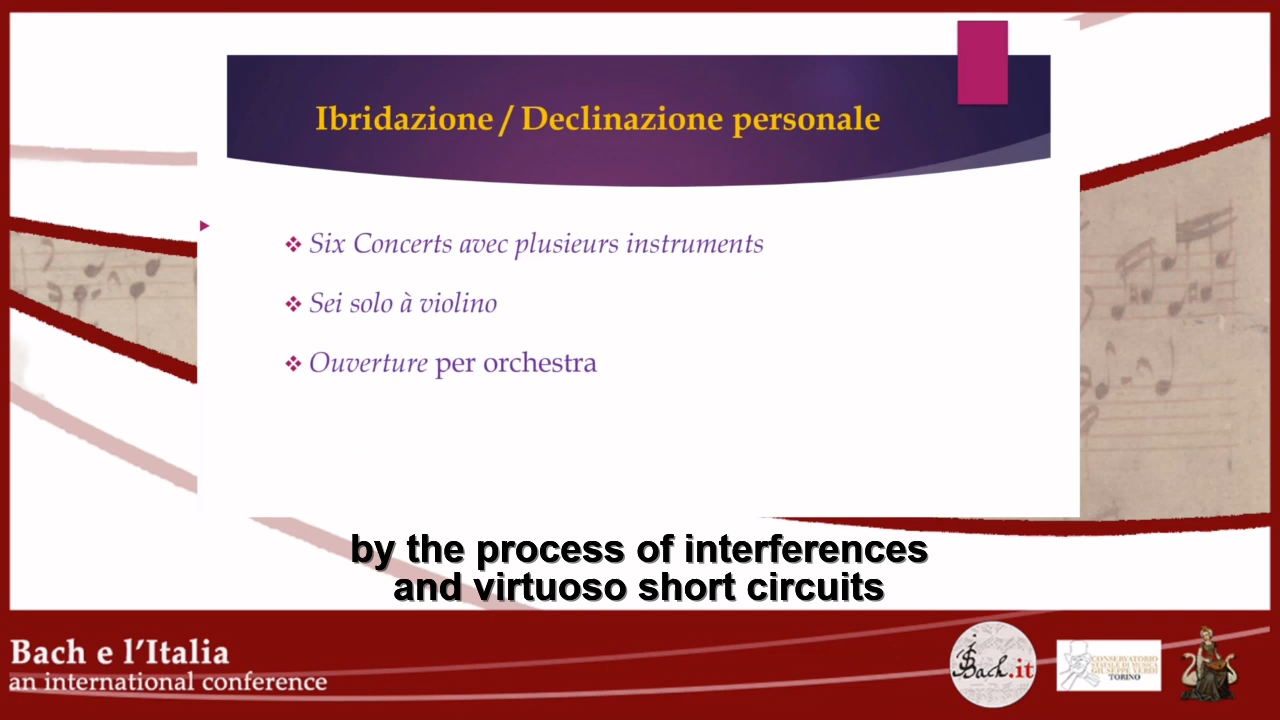 Ibridazione / Declinazione personale
Six Concerts avec plusieurs instruments
Sei solo à violino
Ouverture per orchestra
by the process of interferences
and virtuoso short circuits
Bach e l'Italia
an international conference
JSBach.it
CONSERVATORIO
STATALE DI MUSICA
GIUSEPPE VERDI
TORINO